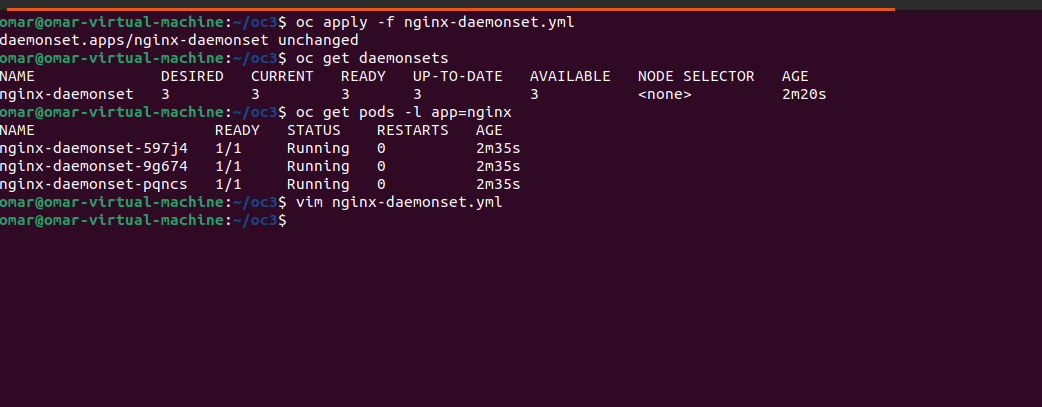 omar@omar-virtual-machine:~/oc3$ oc apply -f nginx-daemonset.yml
daemonset.apps/nginx-daemonset unchanged
omar@omar-virtual-machine:~/oc3$ oc get daemonsets
NAME              DESIRED   CURRENT   READY   UP-TO-DATE   AVAILABLE   NODE SELECTOR   AGE
nginx-daemonset   3         3         3       3            3           <none>          2m20s
omar@omar-virtual-machine:~/oc3$ oc get pods -l app=nginx
NAME                    READY   STATUS    RESTARTS   AGE
nginx-daemonset-597j4   1/1     Running   0          2m35s
nginx-daemonset-9g674   1/1     Running   0          2m35s
nginx-daemonset-pqncs   1/1     Running   0          2m35s
omar@omar-virtual-machine:~/oc3$ vim nginx-daemonset.yml
omar@omar-virtual-machine:~/oc3$